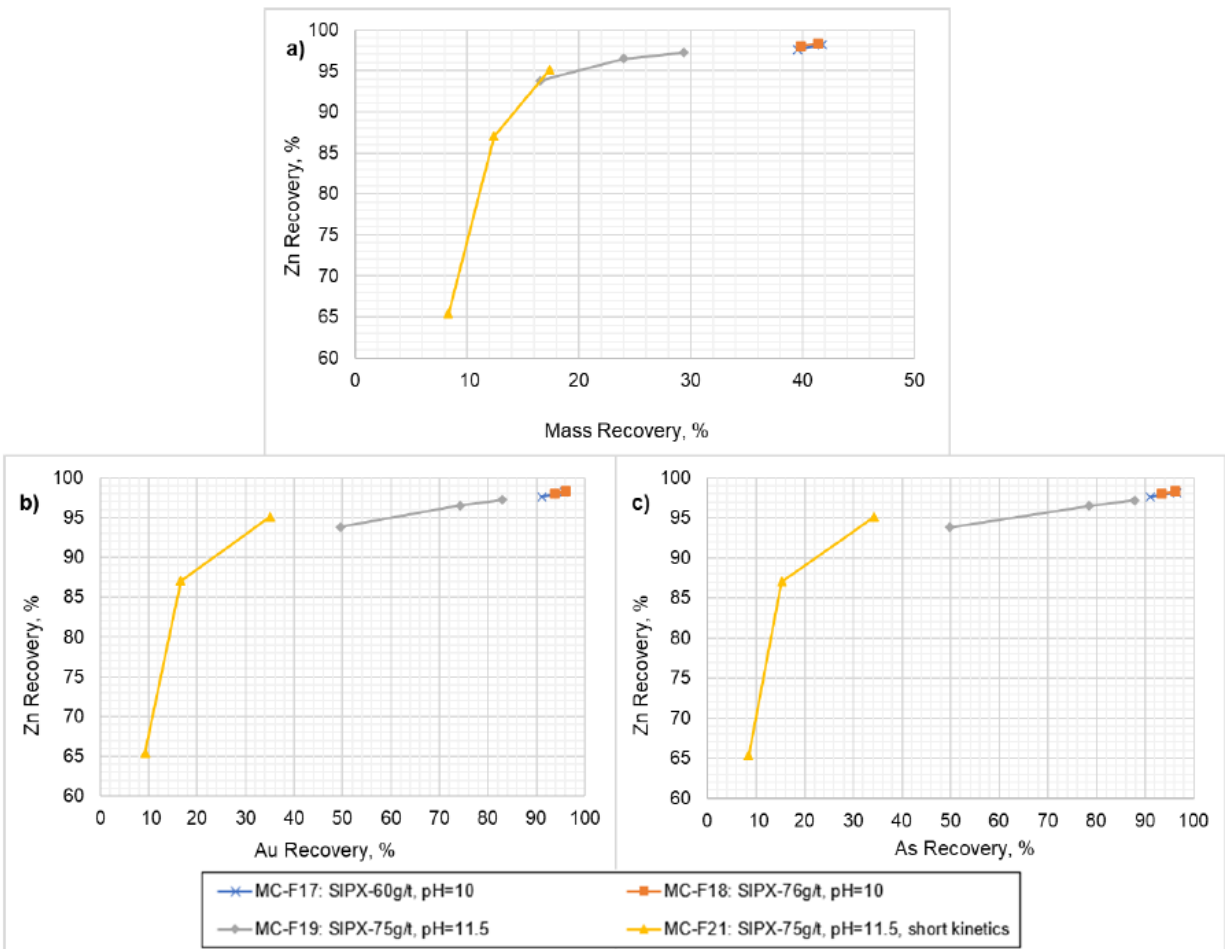 a)
100
95
90
85
80
75
70
65
60
Zn Recovery, %
0 10 20 30 40 50
Mass Recovery, %
b)
100
95
90
85
80
75
70
65
60
Zn Recovery, %
0 10 20 30 40 50 60 70 80 90 100
Au Recovery, %
c)
100
95
90
85
80
75
70
65
60
Zn Recovery, %
0 10 20 30 40 50 60 70 80 90 100
As Recovery, %
MC-F17: SIPX-60g/t, pH=10
MC-F18: SIPX-76g/t, pH=10
MC-F19: SIPX-75g/t, pH=11.5
MC-F21: SIPX-75g/t, pH=11.5, short kinetics